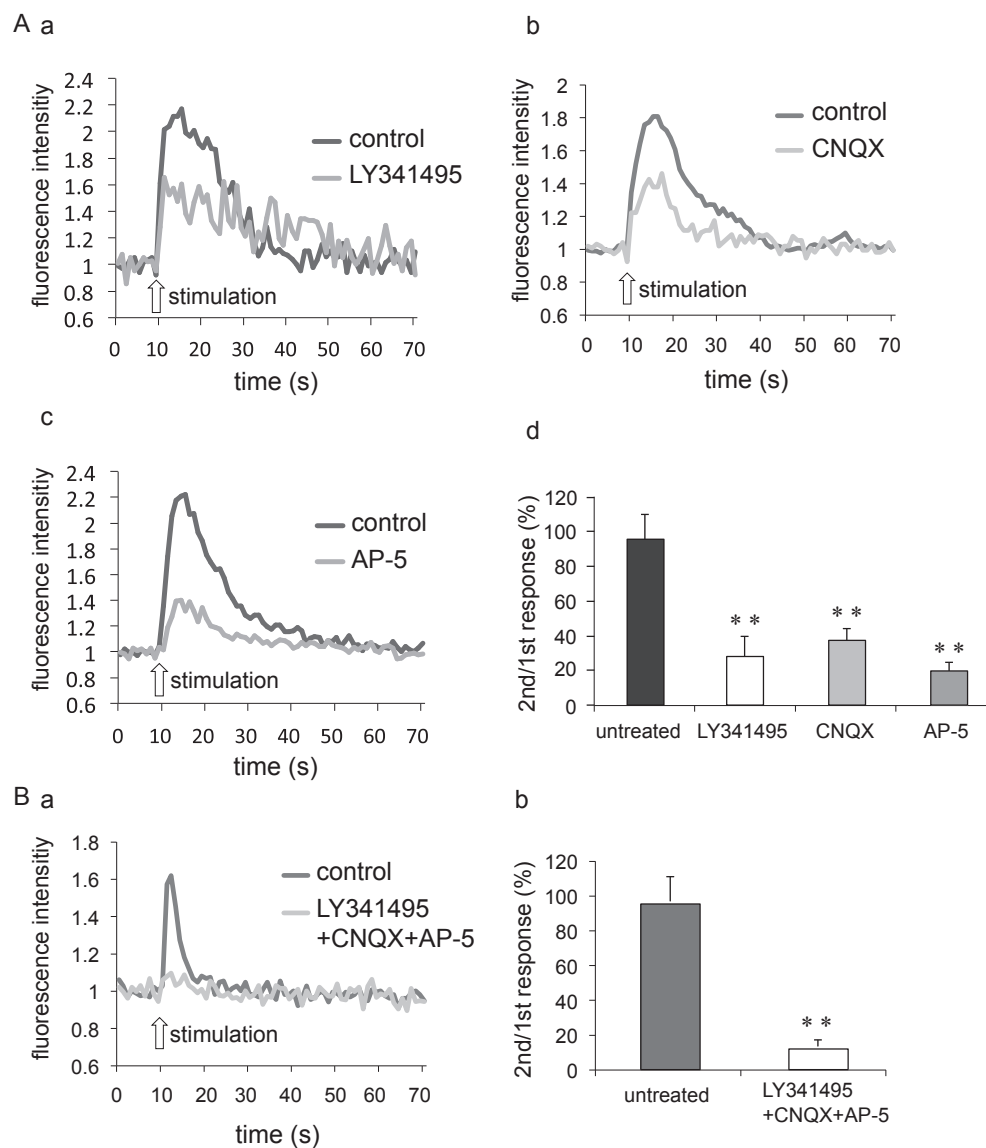 A a
fluorescence intensitiy
2.4
2.2
2
1.8
1.6
1.4
1.2
1
0.8
0.6
control
LY341495
stimulation
0 10 20 30 40 50 60 70
time (s)
b
fluorescence intensitiy
2
1.8
1.6
1.4
1.2
1
0.8
0.6
control
CNQX
stimulation
0 10 20 30 40 50 60 70
time (s)
c
fluorescence intensitiy
2.4
2.2
2
1.8
1.6
1.4
1.2
1
0.8
0.6
control
AP-5
stimulation
0 10 20 30 40 50 60 70
time (s)
d
2nd/1st response (%)
120
100
80
60
40
20
0
** ** **
untreated LY341495 CNQX AP-5
B a
fluorescence intensitiy
1.8
1.6
1.4
1.2
1
0.8
0.6
control
LY341495
+CNQX+AP-5
stimulation
0 10 20 30 40 50 60 70
time (s)
b
2nd/1st response (%)
120
100
80
60
40
20
0
**
untreated LY341495
+CNQX+AP-5